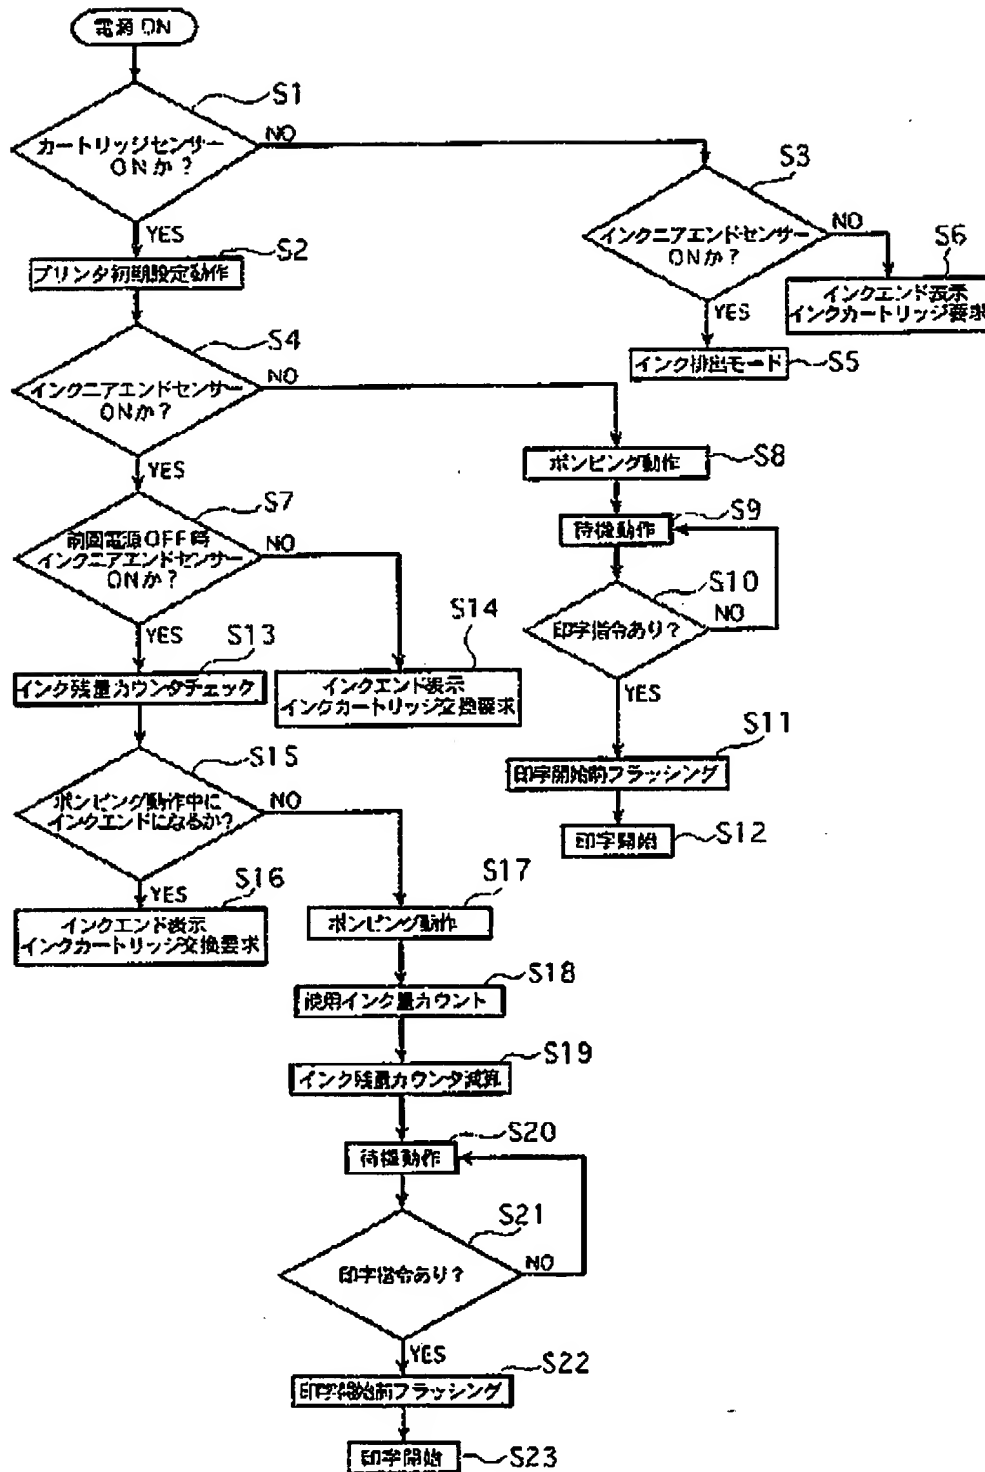 電源 ON
S1
カートリッジセンサー
ONか？
NO
YES
S2
プリンタ初期設定動作
S3
インクニアエンドセンサー
ONか？
NO
YES
S6
インクエンド表示
インクカートリッジ要求
インク排出モード
S5
S4
インクニアエンドセンサー
ONか？
NO
YES
ポンピング動作
S8
S7
前回電源OFF時
インクニアエンドセンサー
ONか？
NO
YES
S9
待機動作
S10
印字指令あり？
NO
YES
S13
インク残量カウンタチェック
S14
インクエンド表示
インクカートリッジ交換要求
S11
印字開始前フラッシング
S12
印字開始
S15
ポンピング動作中に
インクエンドになるか？
NO
YES
S16
インクエンド表示
インクカートリッジ交換要求
S17
ポンピング動作
S18
使用インク量カウント
S19
インク残量カウンタ減算
S20
待機動作
S21
印字指令あり？
NO
YES
S22
印字開始前フラッシング
印字開始
S23